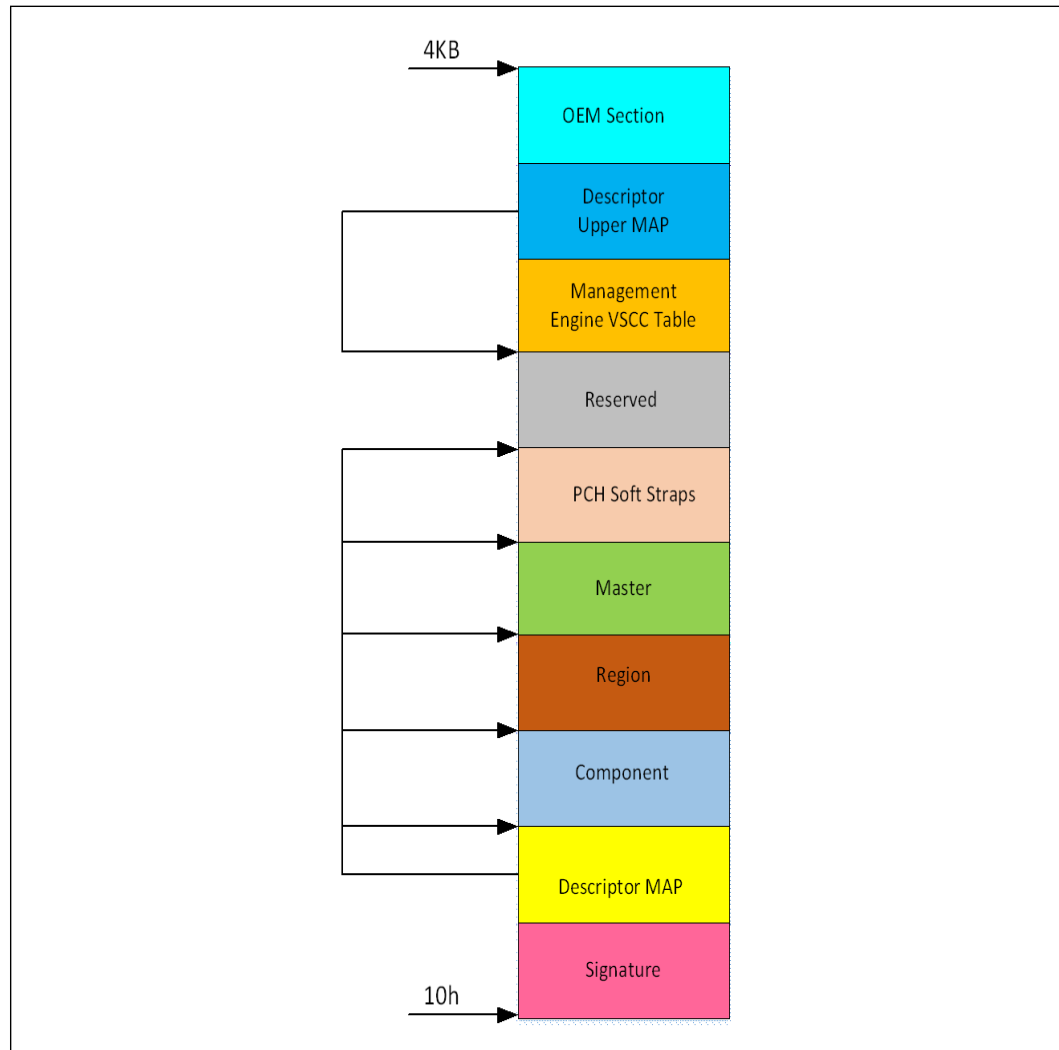 4KB
OEM Section
Descriptor
Upper MAP
Management
Engine VSCC Table
Reserved
PCH Soft Straps
Master
Region
Component
Descriptor MAP
Signature
10h